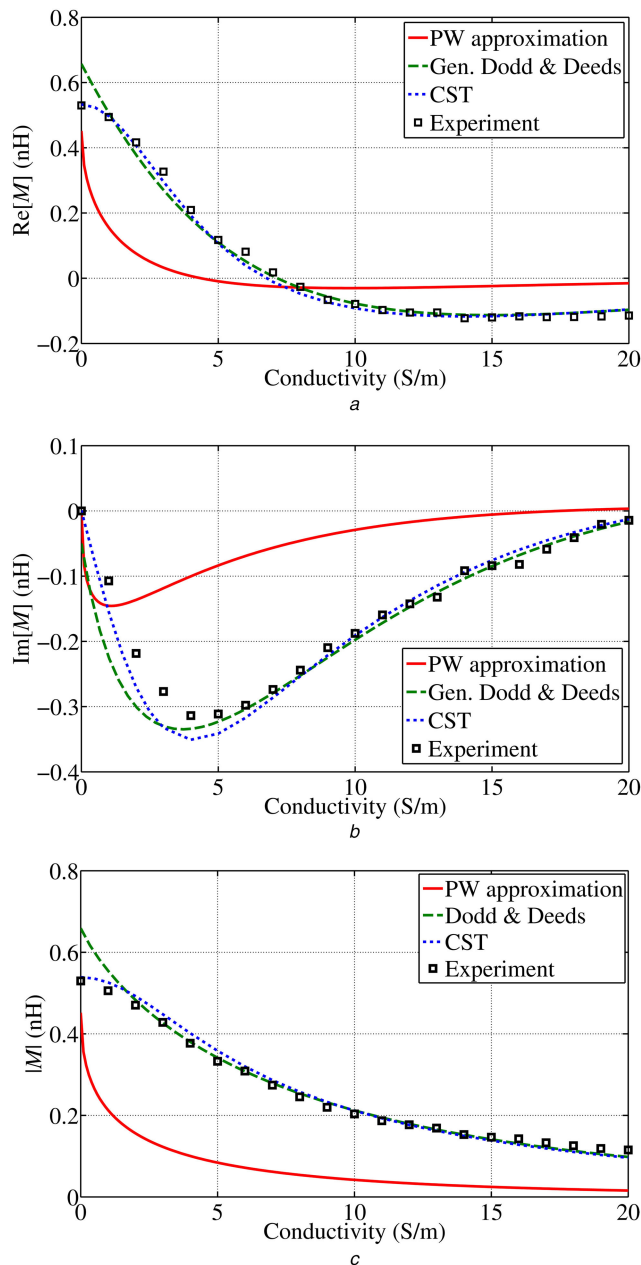 0.8
0.6
0.4
0.2
0
−0.2
Re[M] (nH)
PW approximation
Gen. Dodd & Deeds
CST
Experiment
0 5 10 15 20
Conductivity (S/m)
a
0.1
0
−0.1
−0.2
−0.3
−0.4
Im[M] (nH)
PW approximation
Gen. Dodd & Deeds
CST
Experiment
0 5 10 15 20
Conductivity (S/m)
b
0.8
0.6
0.4
0.2
0
|M| (nH)
PW approximation
Dodd & Deeds
CST
Experiment
0 5 10 15 20
Conductivity (S/m)
c